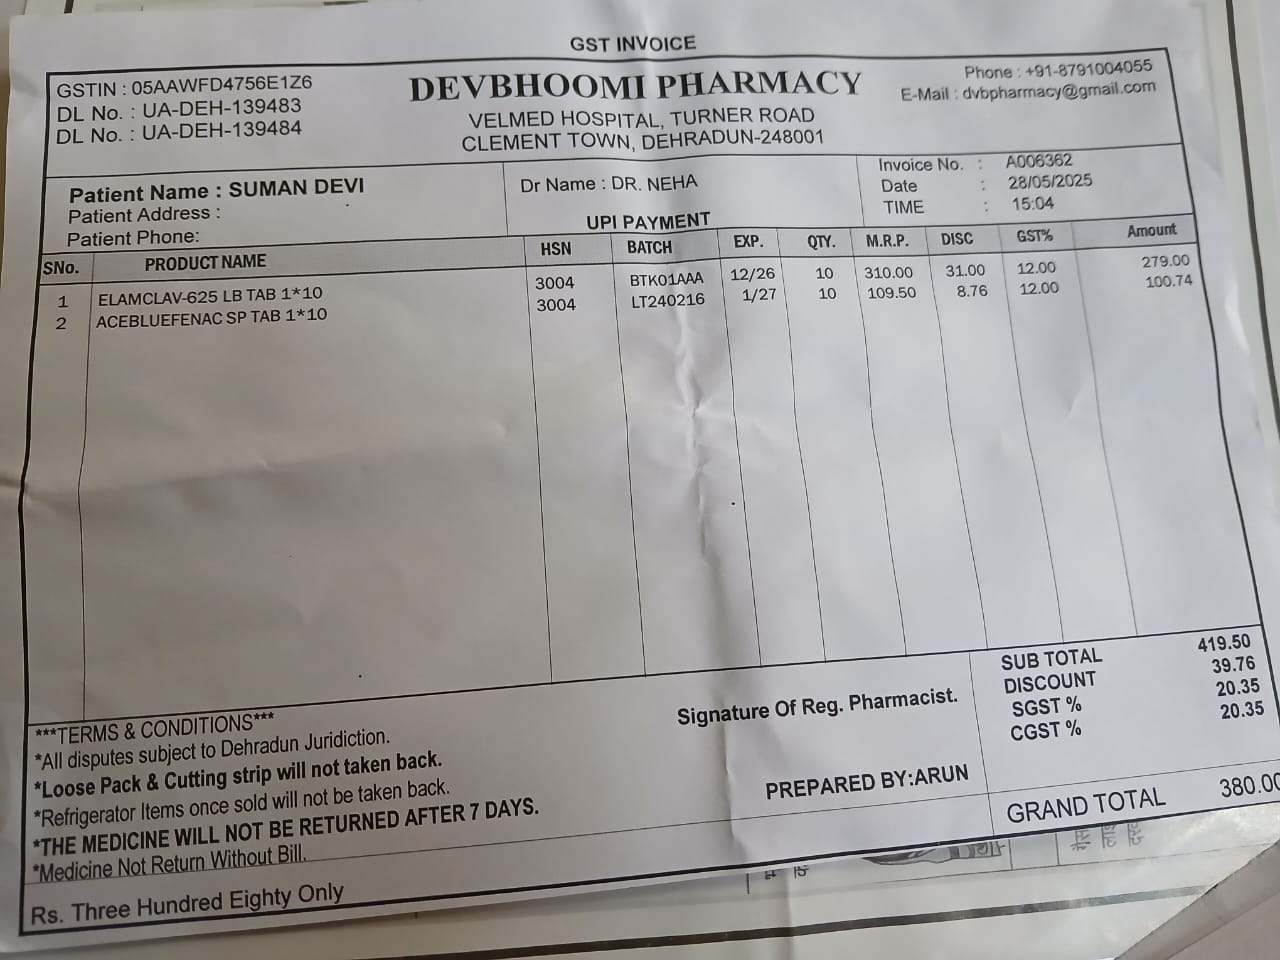 GST INVOICE
GSTIN : 05AAWFD4756E1Z6
DL No. : UA-DEH-139483
DL No. : UA-DEH-139484
DEVBHOOMI PHARMACY
VELMED HOSPITAL, TURNER ROAD
CLEMENT TOWN, DEHRADUN-248001
Phone : +91-8791004055
E-Mail : dvbpharmacy@gmail.com
Patient Name : SUMAN DEVI
Patient Address :
Patient Phone:
Dr Name : DR. NEHA
UPI PAYMENT
Invoice No. : A006362
Date : 28/05/2025
TIME : 15:04
SNo. PRODUCT NAME HSN BATCH EXP. QTY. M.R.P. DISC GST% Amount
1 ELAMCLAV-625 LB TAB 1*10 3004 BTK01AAA 12/26 10 310.00 31.00 12.00 279.00
2 ACEBLUEFENAC SP TAB 1*10 3004 LT240216 1/27 10 109.50 8.76 12.00 100.74
SUB TOTAL 419.50
DISCOUNT 39.76
SGST % 20.35
CGST % 20.35
GRAND TOTAL 380.00
Signature Of Reg. Pharmacist.
PREPARED BY:ARUN
***TERMS & CONDITIONS***
*All disputes subject to Dehradun Juridiction.
*Loose Pack & Cutting strip will not taken back.
*Refrigerator Items once sold will not be taken back.
*THE MEDICINE WILL NOT BE RETURNED AFTER 7 DAYS.
*Medicine Not Return Without Bill.
Rs. Three Hundred Eighty Only